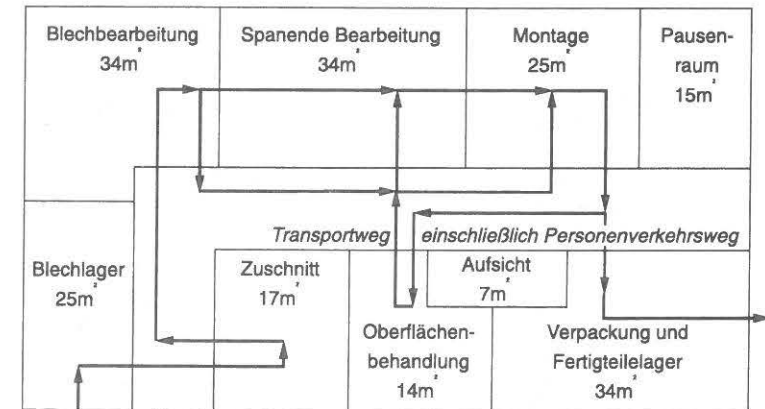 Blechbearbeitung
34m²
Spanende Bearbeitung
34m²
Montage
25m²
Pausen-
raum
15m²
Transportweg einschließlich Personenverkehrsweg
Blechlager
25m²
Zuschnitt
17m²
Aufsicht
7m²
Oberflächen-
behandlung
14m²
Verpackung und
Fertigteilelager
34m²